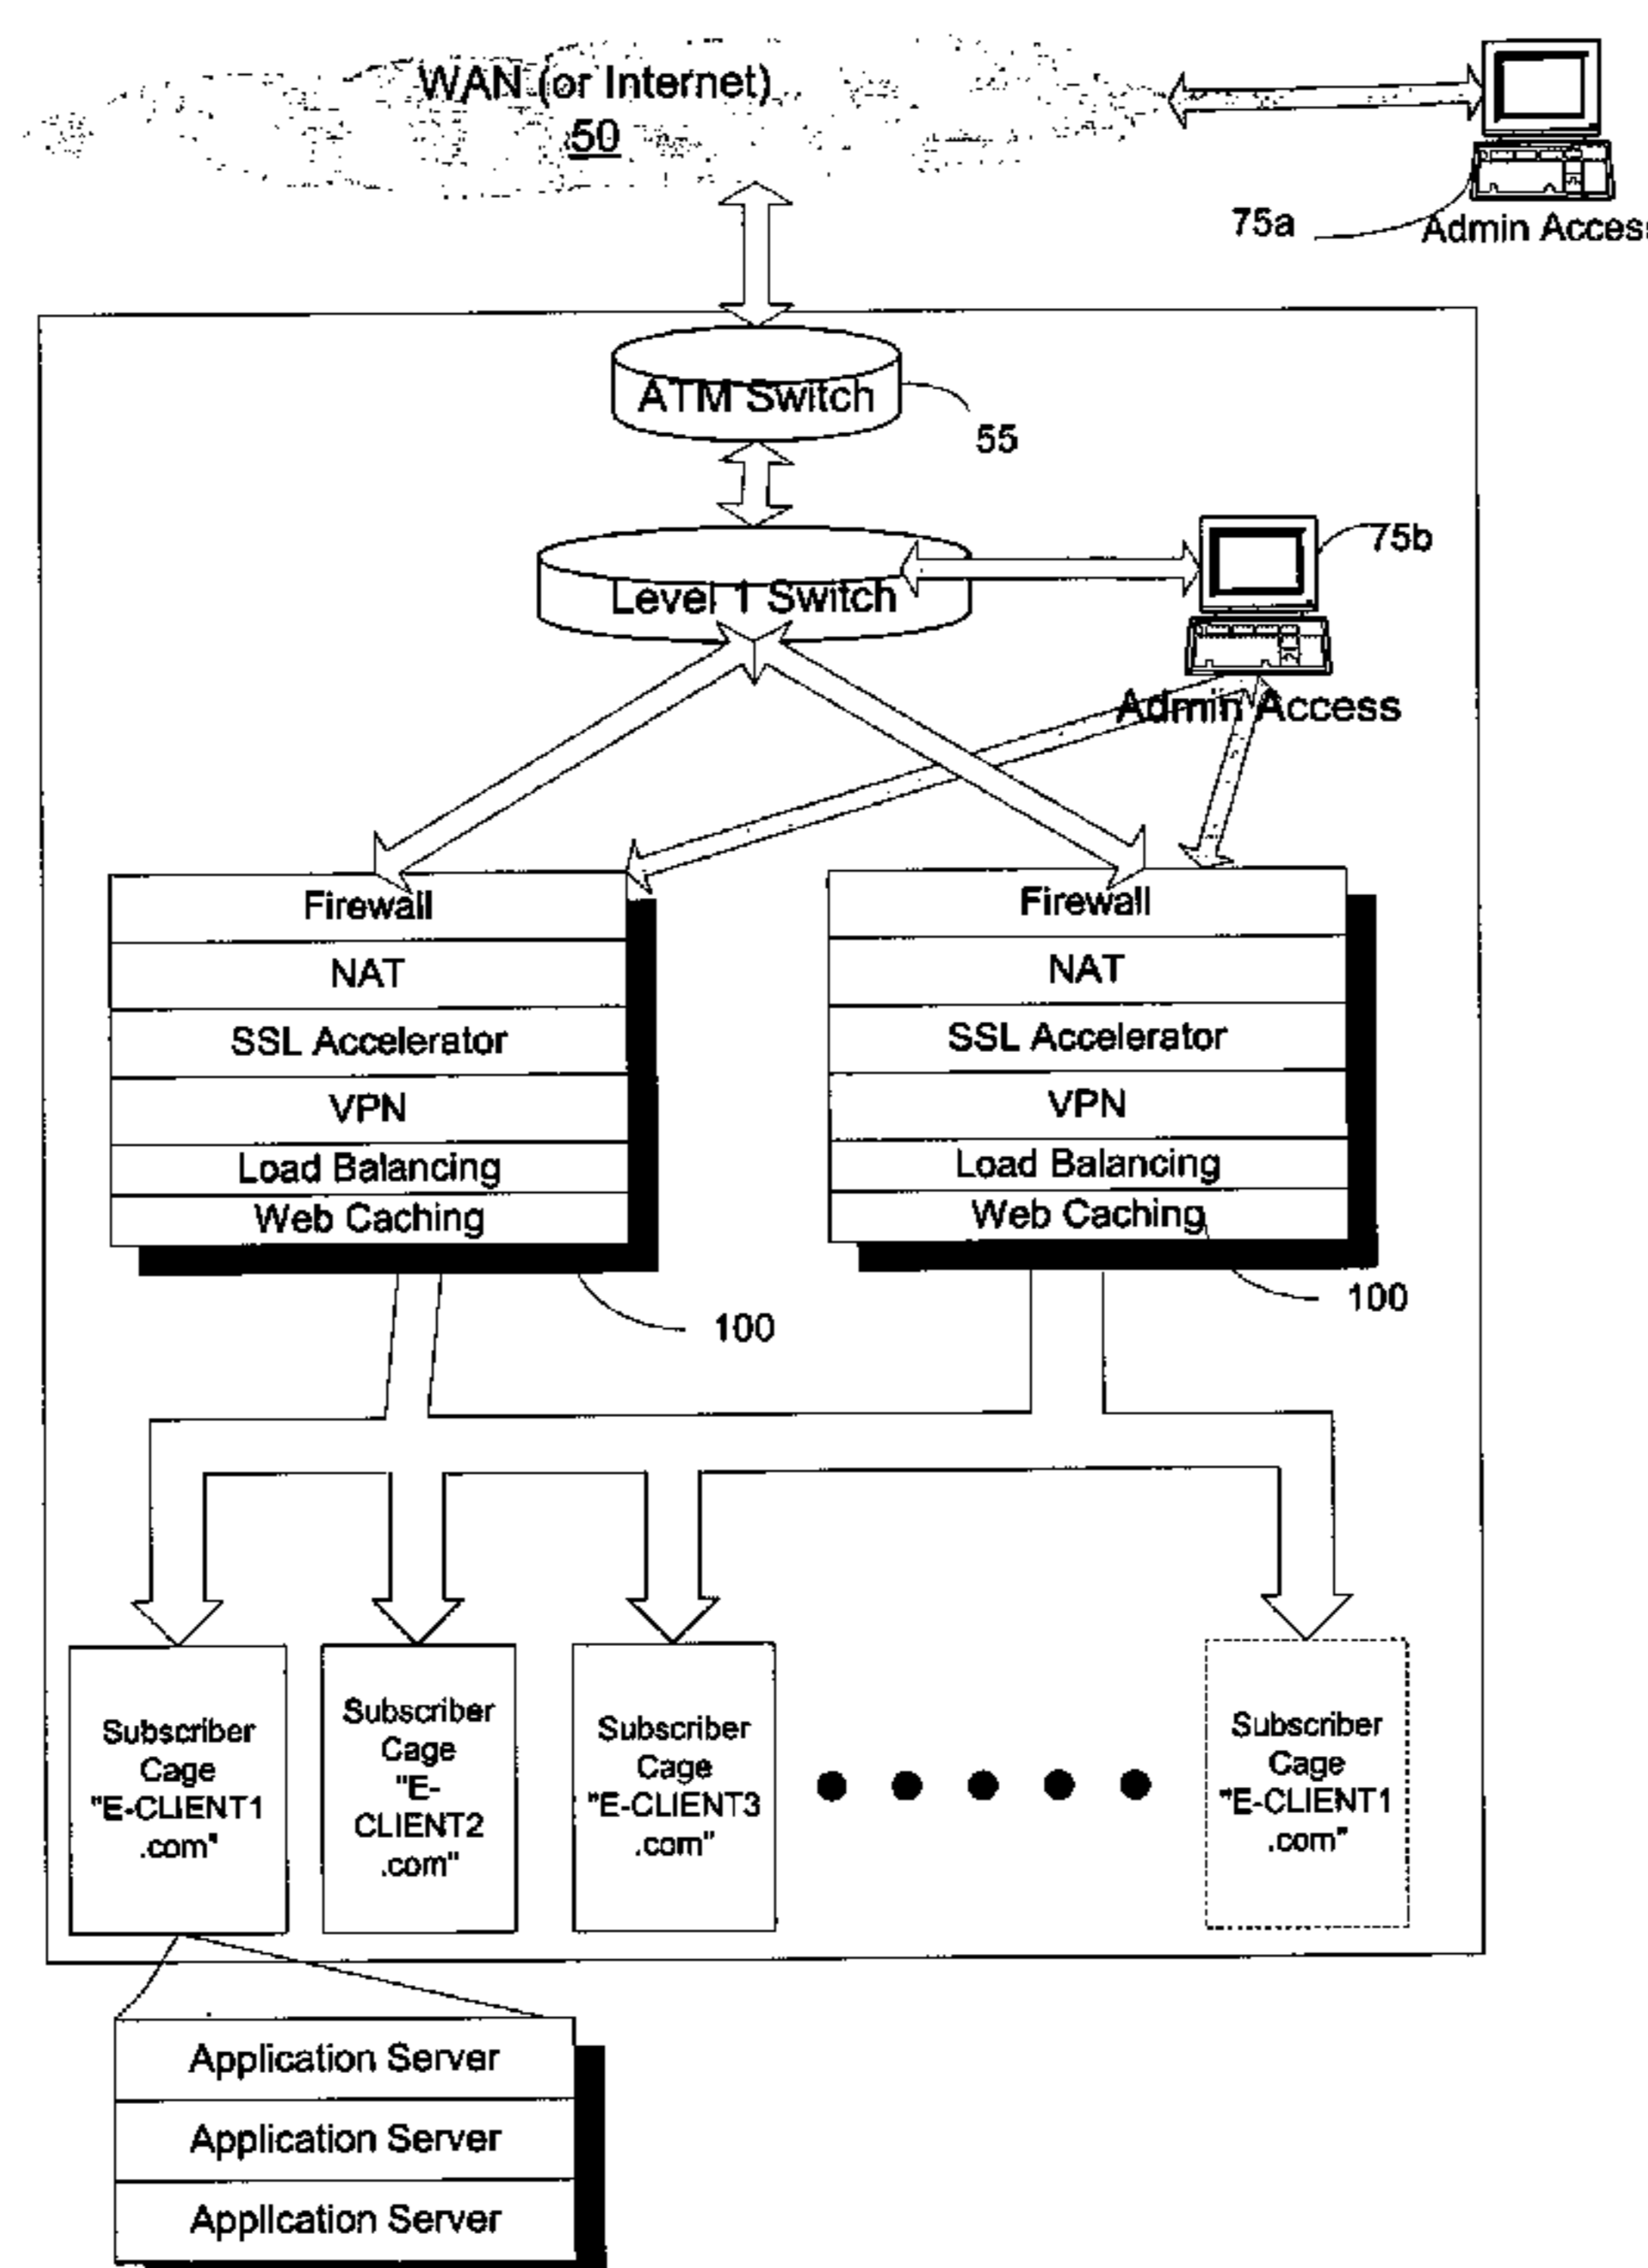 WAN (or Internet)
50
75a
Admin Access
ATM Switch
55
75b
Level 1 Switch
Admin Access
Firewall
NAT
SSL Accelerator
VPN
Load Balancing
Web Caching
100
Firewall
NAT
SSL Accelerator
VPN
Load Balancing
Web Caching
100
Subscriber
Cage
"E-CLIENT1
.com"
Subscriber
Cage
"E-
CLIENT2
.com"
Subscriber
Cage
"E-CLIENT3
.com"
Subscriber
Cage
"E-CLIENT1
.com"
Application Server
Application Server
Application Server